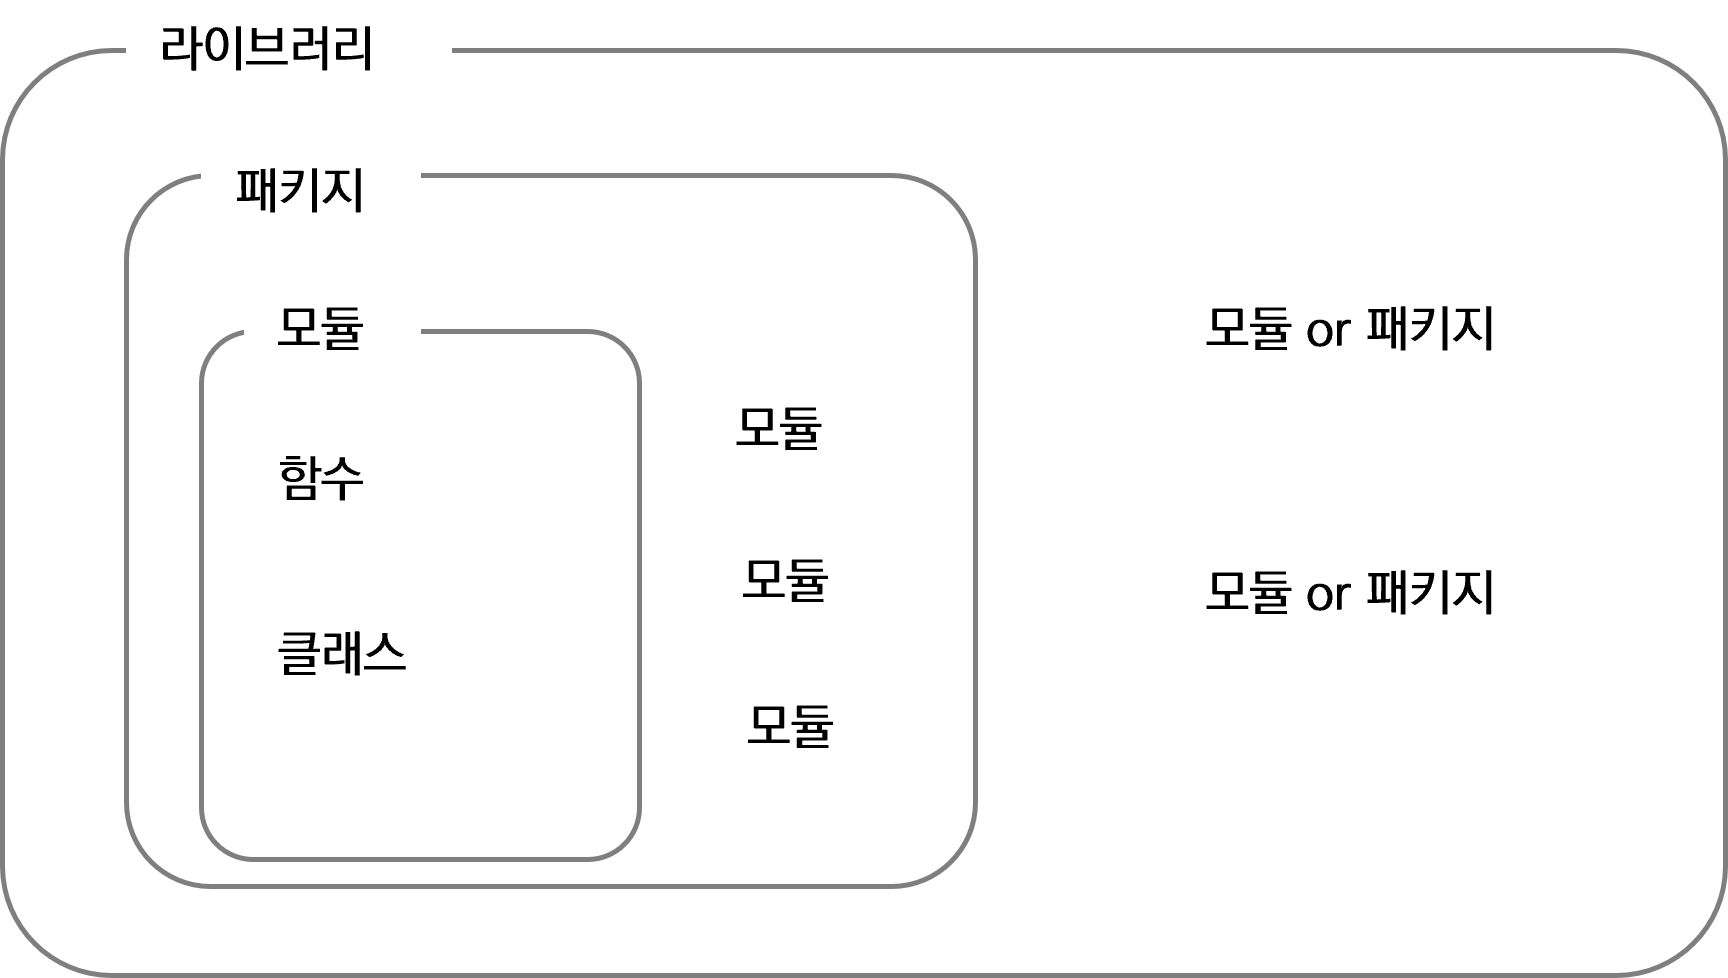 라이브러리
패키지
모듈
함수
클래스
모듈
모듈
모듈
모듈 or 패키지
모듈 or 패키지